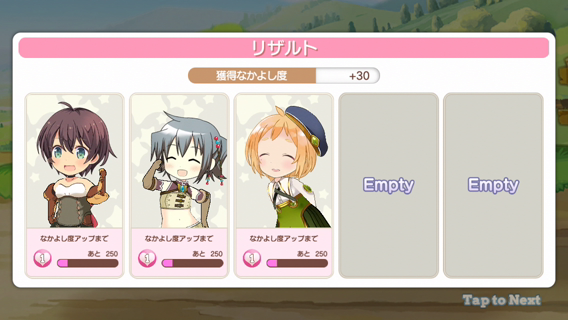 リザルト
獲得なかよし度 +30
なかよし度アップまで
あと 250
1
なかよし度アップまで
あと 250
1
なかよし度アップまで
あと 250
1
Empty
Empty
Tap to Next